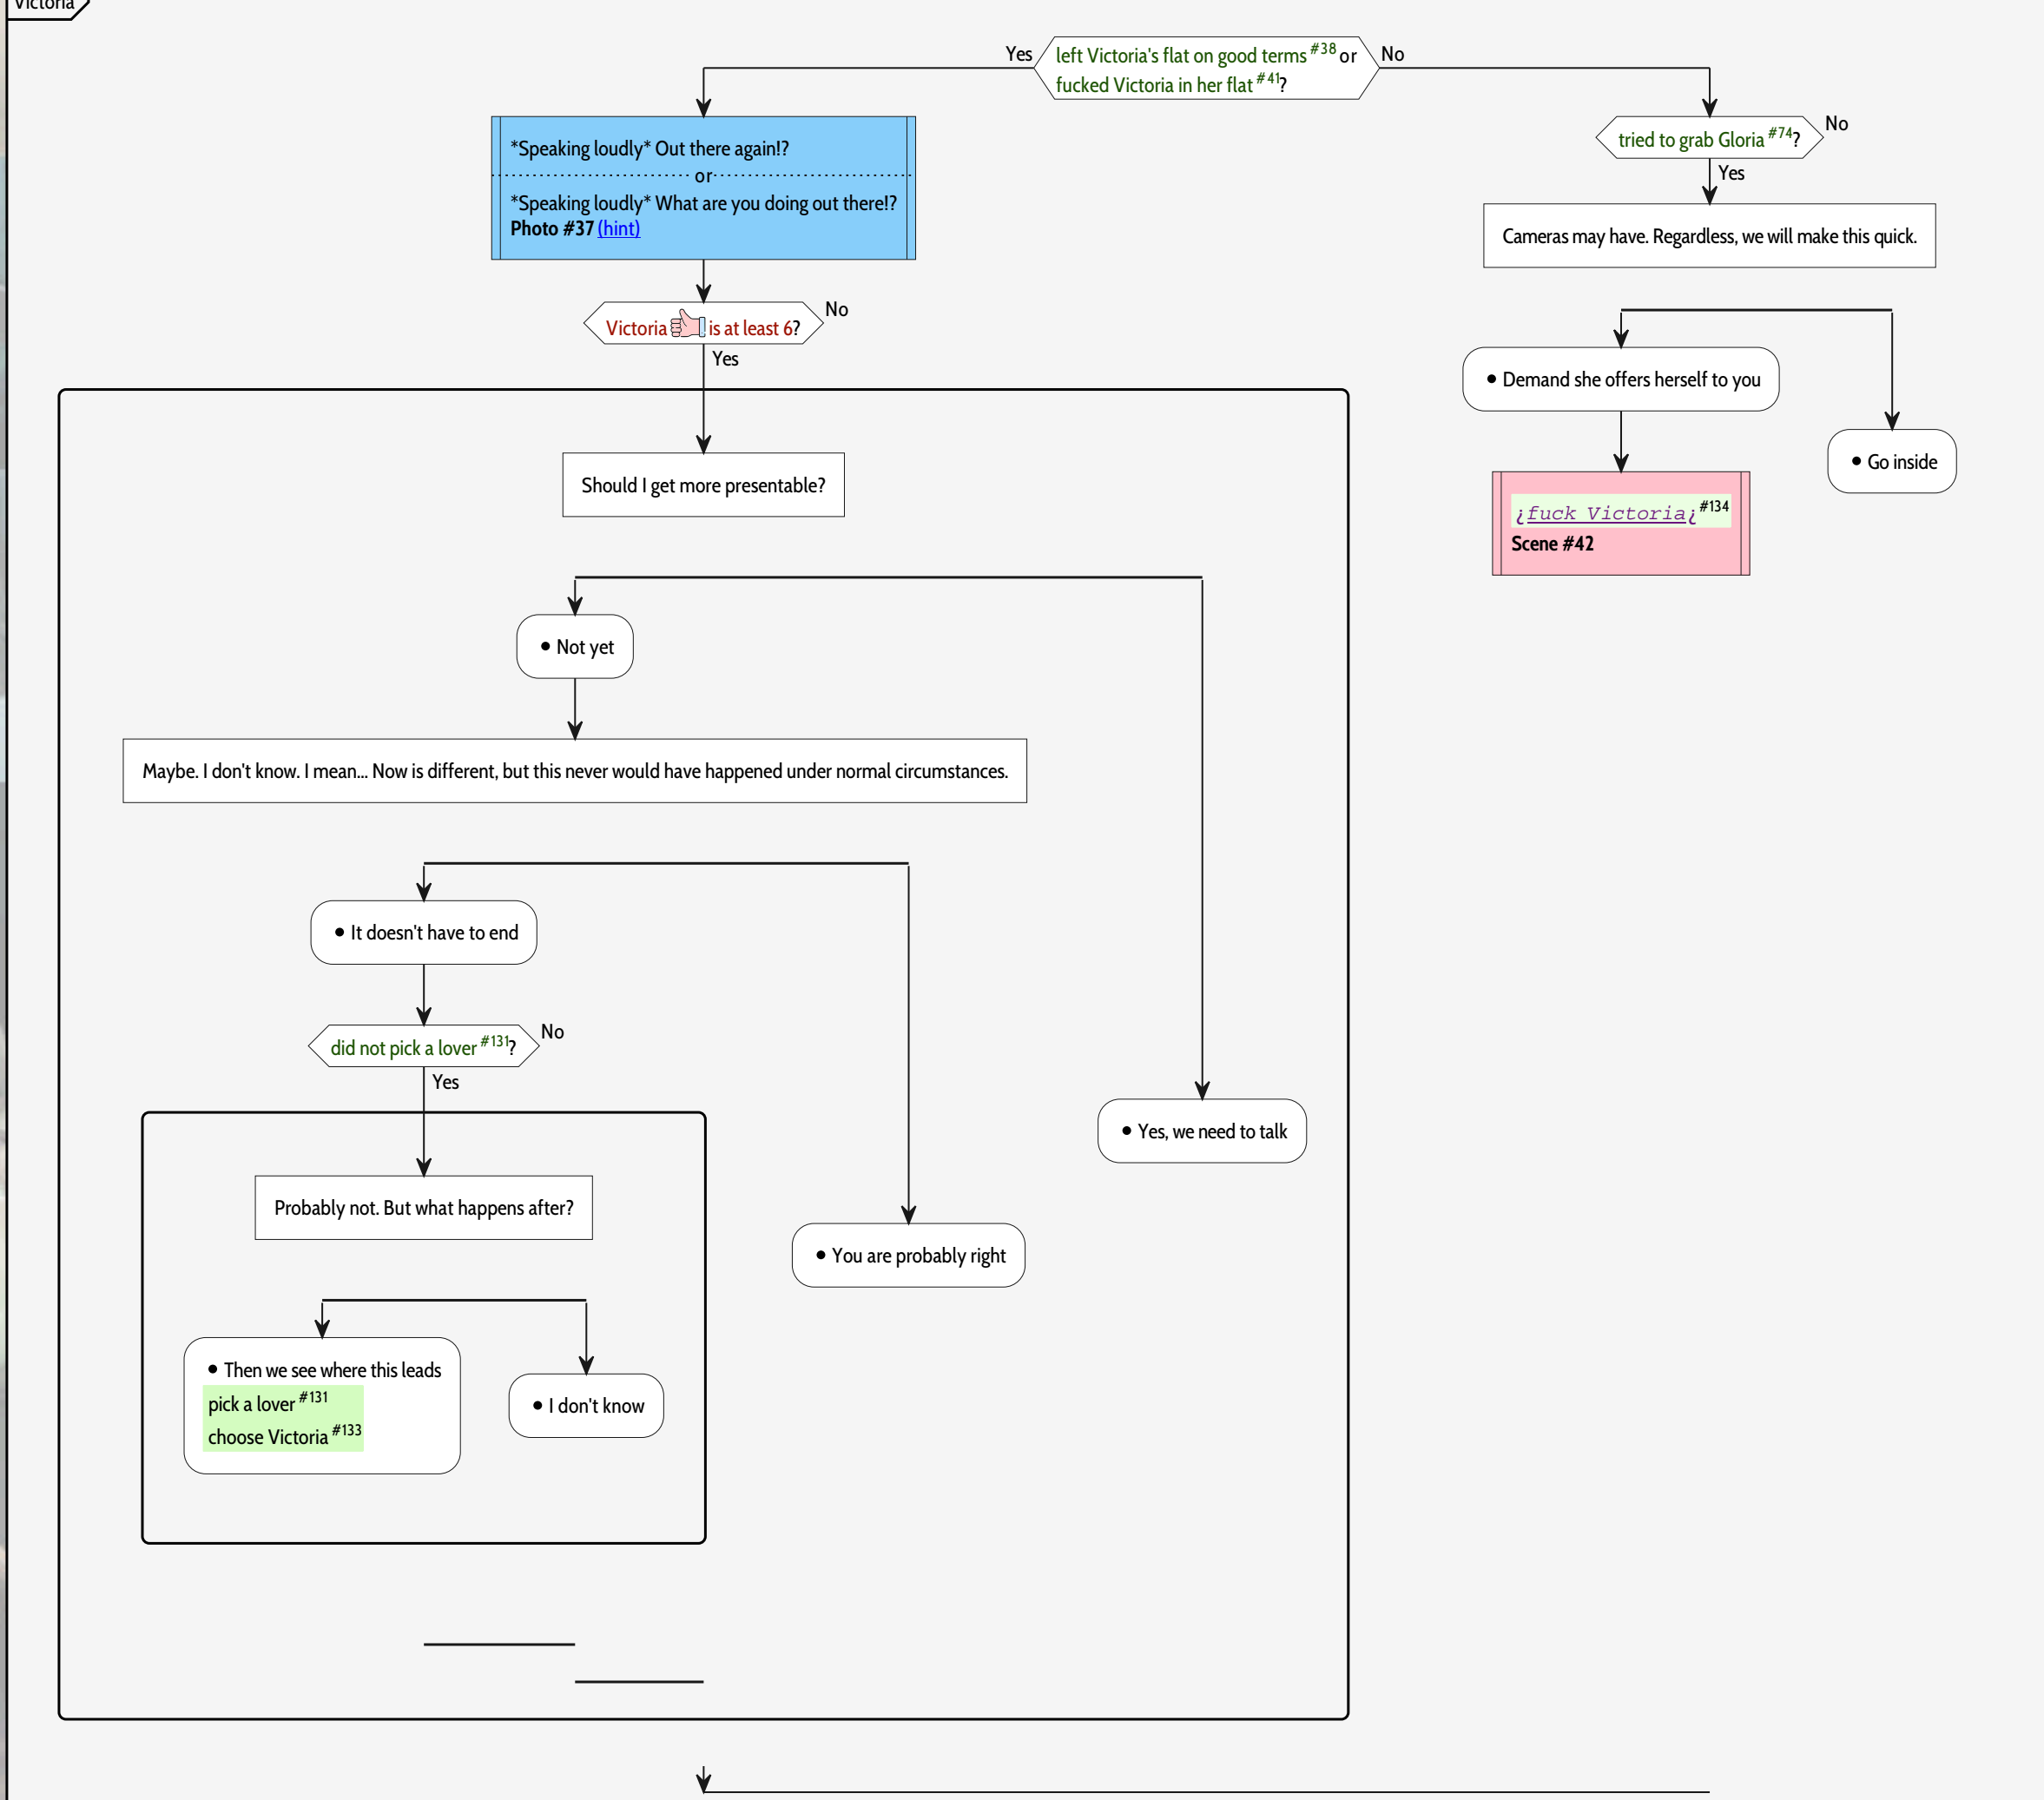 Victoria
left Victoria's flat on good terms #38 or
fucked Victoria in her flat #41?
Yes
No
*Speaking loudly* Out there again!?
or
*Speaking loudly* What are you doing out there!?
Photo #37 (hint)
tried to grab Gloria #74?
No
Yes
Cameras may have. Regardless, we will make this quick.
Victoria is at least 6?
No
Yes
• Demand she offers herself to you
• Go inside
¿fuck Victoria¿ #134
Scene #42
Should I get more presentable?
• Not yet
Maybe. I don't know. I mean... Now is different, but this never would have happened under normal circumstances.
• It doesn't have to end
did not pick a lover #131?
No
Yes
• Yes, we need to talk
Probably not. But what happens after?
• You are probably right
• Then we see where this leads
pick a lover #131
choose Victoria #133
• I don't know